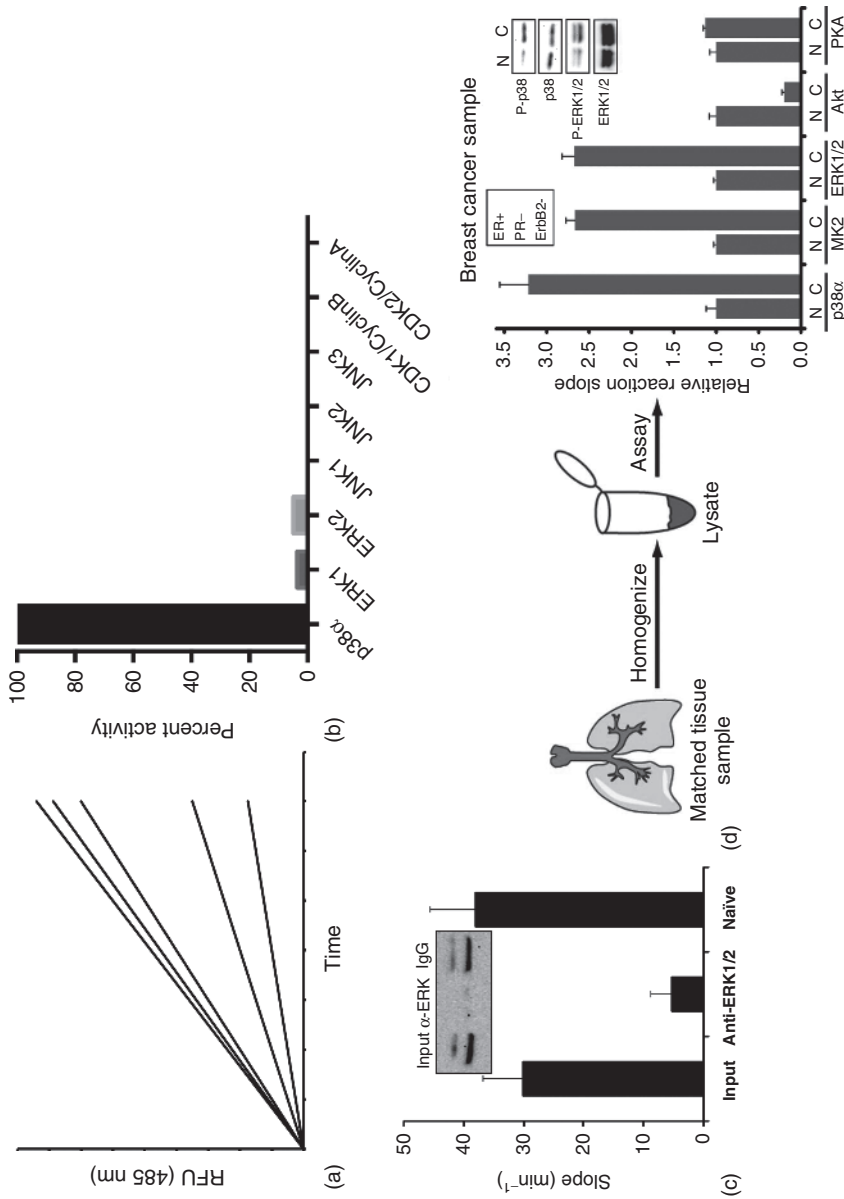 RFU (485 nm)
Time
(a)
Percent activity
100
80
60
40
20
0
p38α
ERK1
ERK2
JNK1
JNK2
JNK3
CDK1/CyclinB
CDK2/CyclinA
(b)
Slope (min⁻¹)
50
40
30
20
10
0
Input α-ERK IgG
Input Anti-ERK1/2 Naïve
(c)
Matched tissue
sample
Homogenize
Lysate
Assay
(d)
Breast cancer sample
Relative reaction slope
3.5
3.0
2.5
2.0
1.5
1.0
0.5
0.0
ER+
PR−
ErbB2-
N C
P-p38
p38
P-ERK1/2
ERK1/2
N C N C N C N C N C
p38α MK2 ERK1/2 Akt PKA